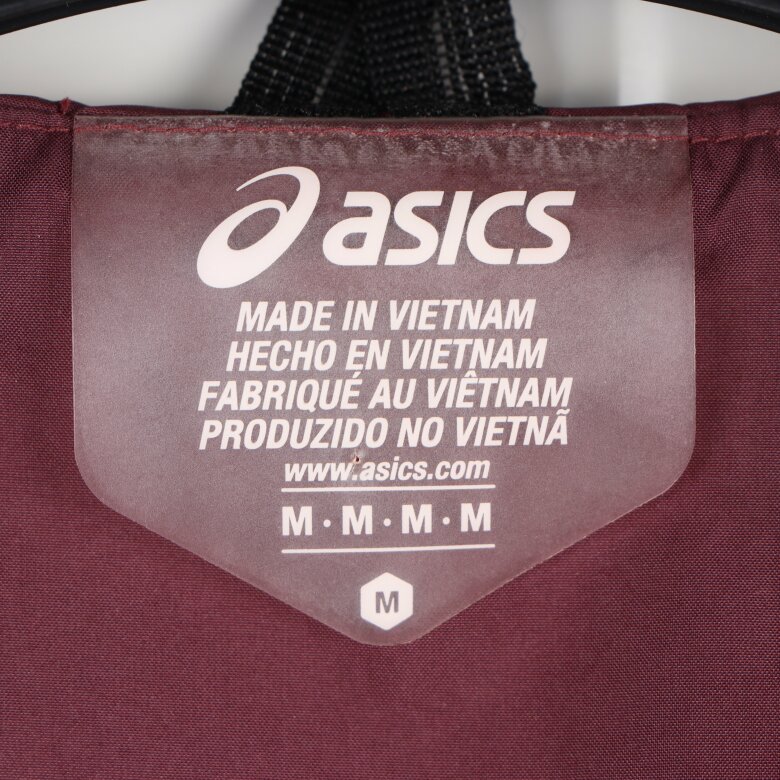 asics
MADE IN VIETNAM
HECHO EN VIETNAM
FABRIQUÉ AU VIÊTNAM
PRODUZIDO NO VIETNÃ
www.asics.com
M · M · M · M
M